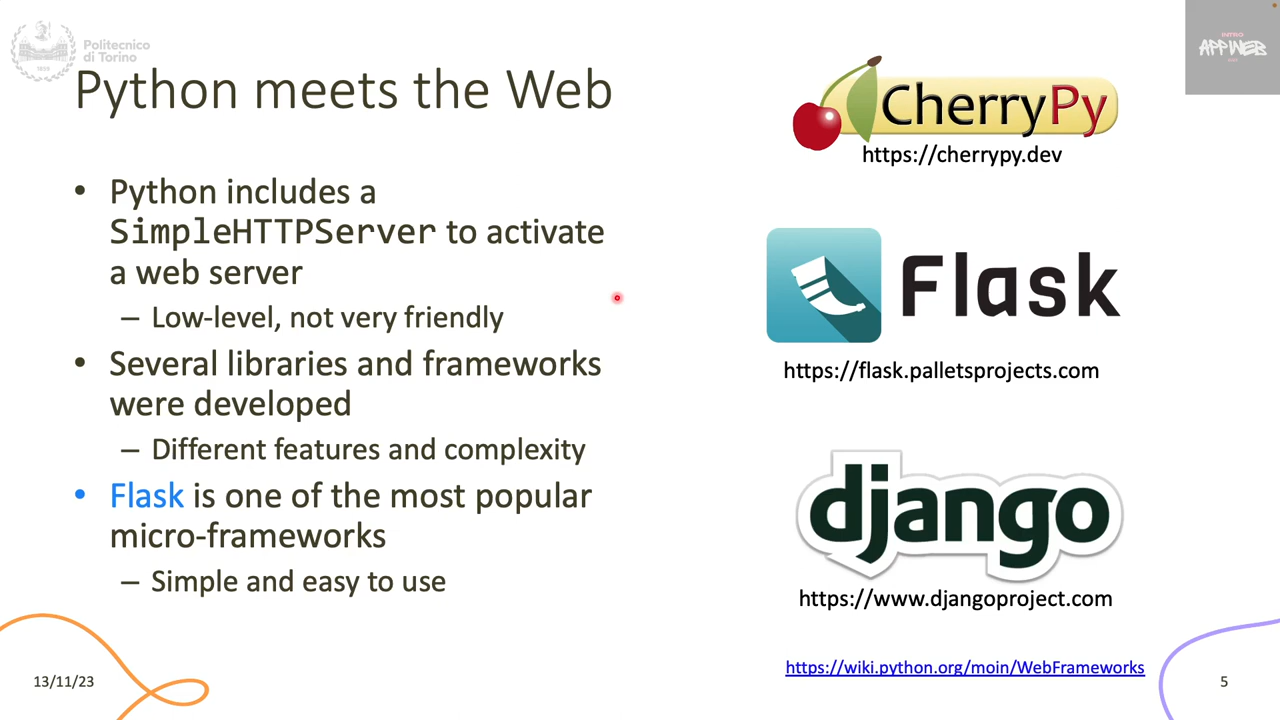 Politecnico
di Torino
1859
INTRO
APPWEB
Python meets the Web
• Python includes a
SimpleHTTPServer to activate
a web server
– Low-level, not very friendly
• Several libraries and frameworks
were developed
– Different features and complexity
• Flask is one of the most popular
micro-frameworks
– Simple and easy to use
CherryPy
https://cherrypy.dev
Flask
https://flask.palletsprojects.com
django
https://www.djangoproject.com
https://wiki.python.org/moin/WebFrameworks
13/11/23
5